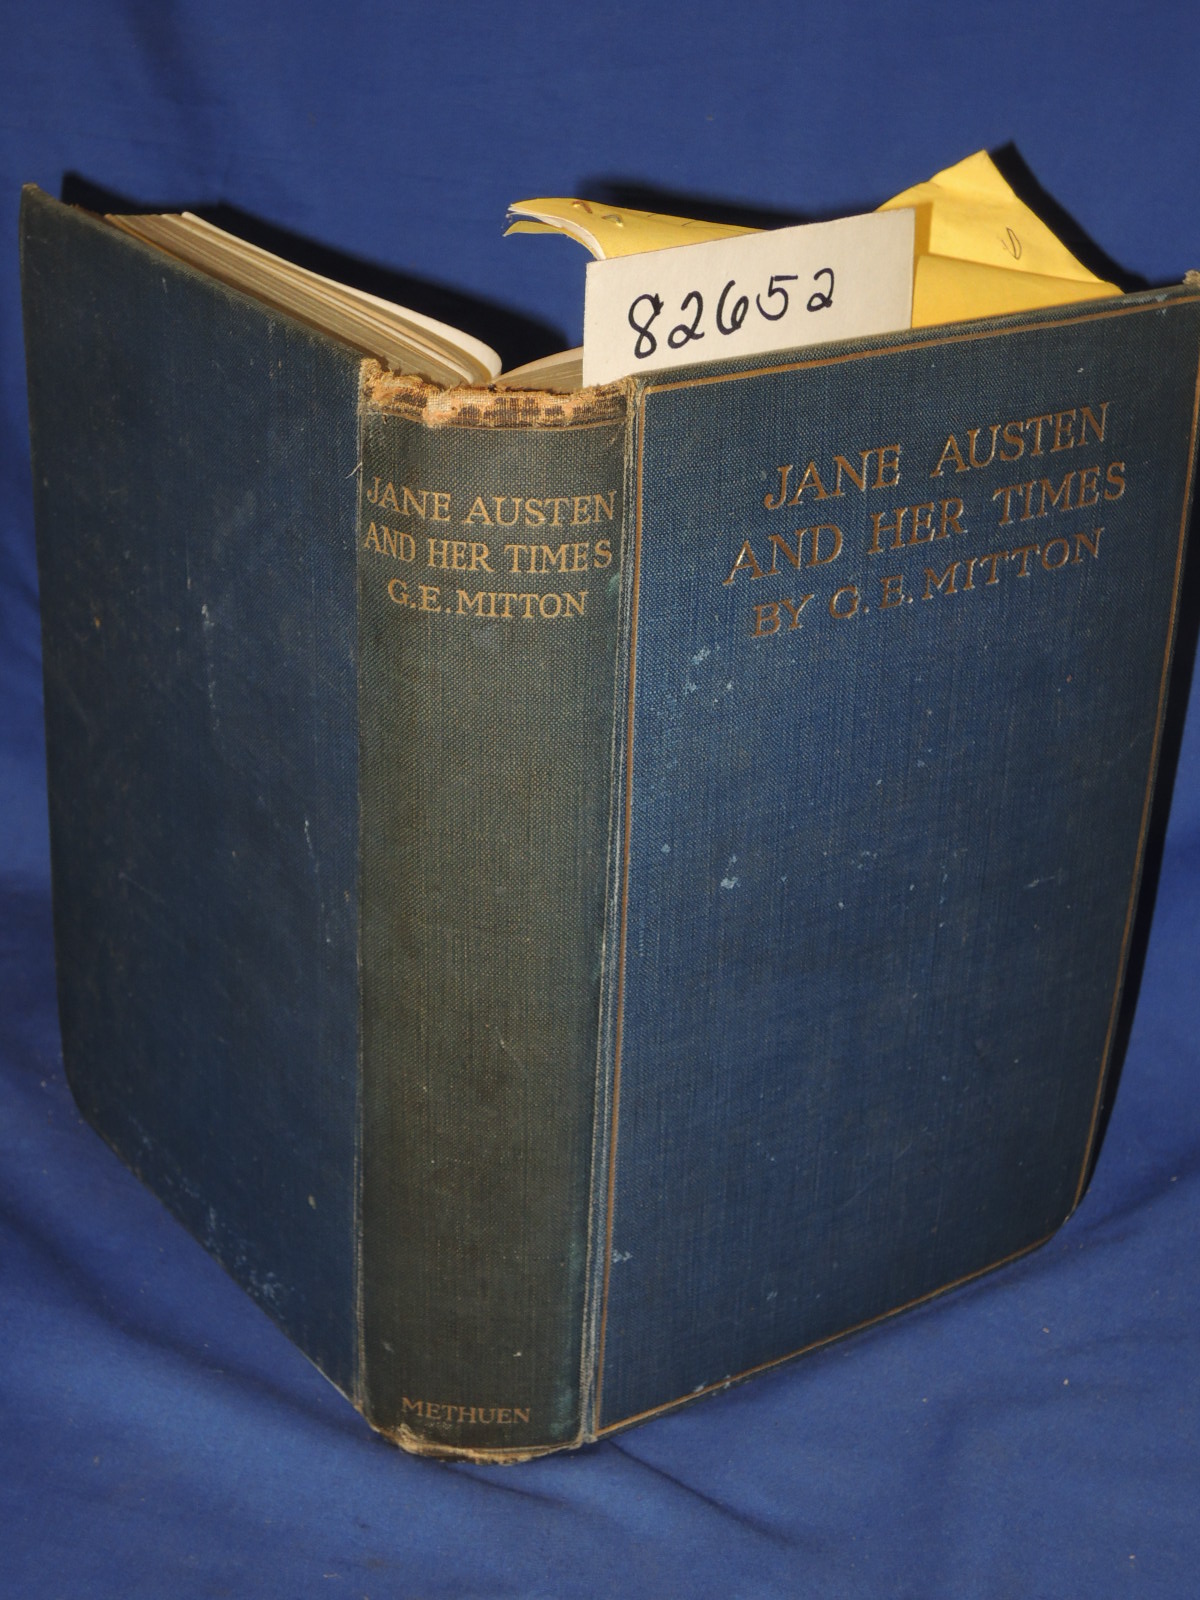 82652
JANE AUSTEN
AND HER TIMES
G.E. MITTON
METHUEN
JANE AUSTEN
AND HER TIMES
BY G.E. MITTON